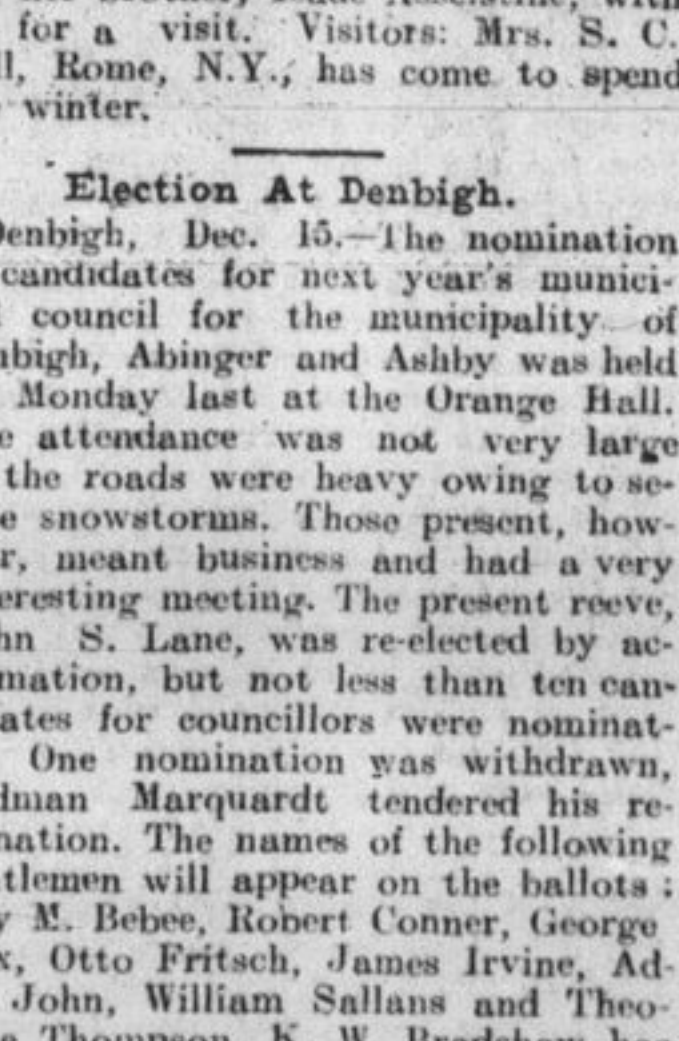 for a visit. Visitors: Mrs. S. C.
ll, Rome, N.Y., has come to spend
winter.
Election At Denbigh.
Denbigh, Dec. 15.—The nomination
candidates for next year's munici-
council for the municipality of
nbigh, Abinger and Ashby was held
Monday last at the Orange Hall.
e attendance was not very large
the roads were heavy owing to se-
e snowstorms. Those present, how-
r, meant business and had a very
eresting meeting. The present reeve,
hn S. Lane, was re-elected by ac-
mation, but not less than ten can-
ates for councillors were nominat-
One nomination was withdrawn,
dman Marquardt tendered his re-
nation. The names of the following
tlemen will appear on the ballots :
y M. Bebee, Robert Conner, George
x, Otto Fritsch, James Irvine, Ad-
John, William Sallans and Theo-
e Thompson. K. W. Bradshaw